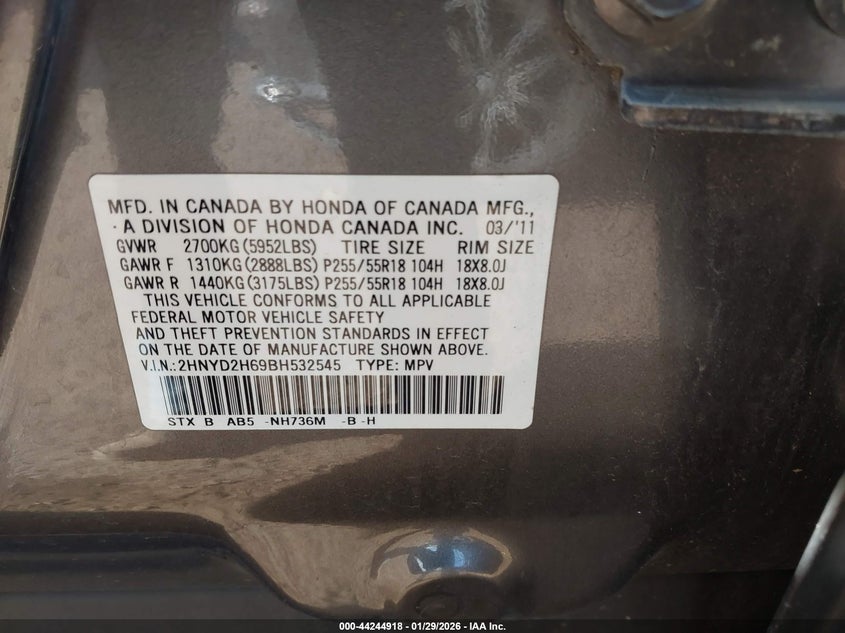 MFD. IN CANADA BY HONDA OF CANADA MFG.,
A DIVISION OF HONDA CANADA INC. 03/'11
GVWR 2700KG (5952LBS) TIRE SIZE RIM SIZE
GAWR F 1310KG (2888LBS) P255/55R18 104H 18X8.0J
GAWR R 1440KG (3175LBS) P255/55R18 104H 18X8.0J
THIS VEHICLE CONFORMS TO ALL APPLICABLE
FEDERAL MOTOR VEHICLE SAFETY
AND THEFT PREVENTION STANDARDS IN EFFECT
ON THE DATE OF MANUFACTURE SHOWN ABOVE.
V.I.N.: 2HNYD2H69BH532545 TYPE: MPV
STX B AB5 -NH736M -B -H
000-44244918 - 01/29/2026 - IAA Inc.